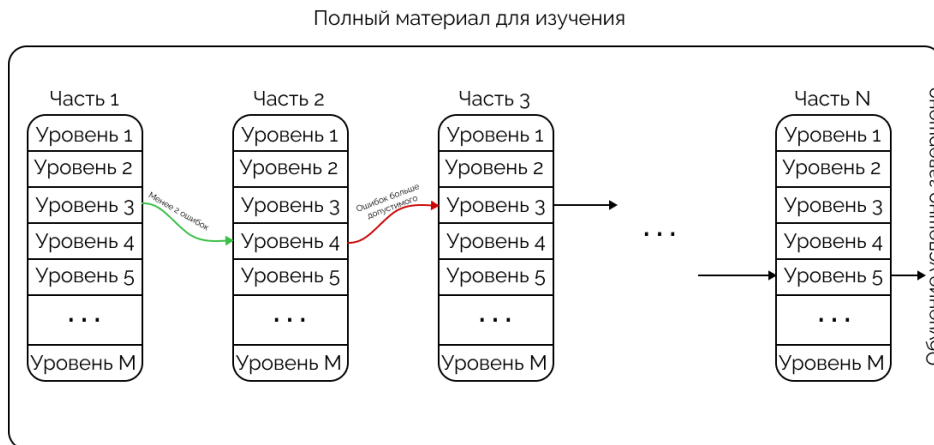 Полный материал для изучения
Часть 1
Уровень 1
Уровень 2
Уровень 3
Уровень 4
Уровень 5
...
Уровень M
Менее 2 ошибок
Часть 2
Уровень 1
Уровень 2
Уровень 3
Уровень 4
Уровень 5
...
Уровень M
Ошибок больше
допустимого
Часть 3
Уровень 1
Уровень 2
Уровень 3
Уровень 4
Уровень 5
...
Уровень M
...
Часть N
Уровень 1
Уровень 2
Уровень 3
Уровень 4
Уровень 5
...
Уровень M
Обучение успешно завершено